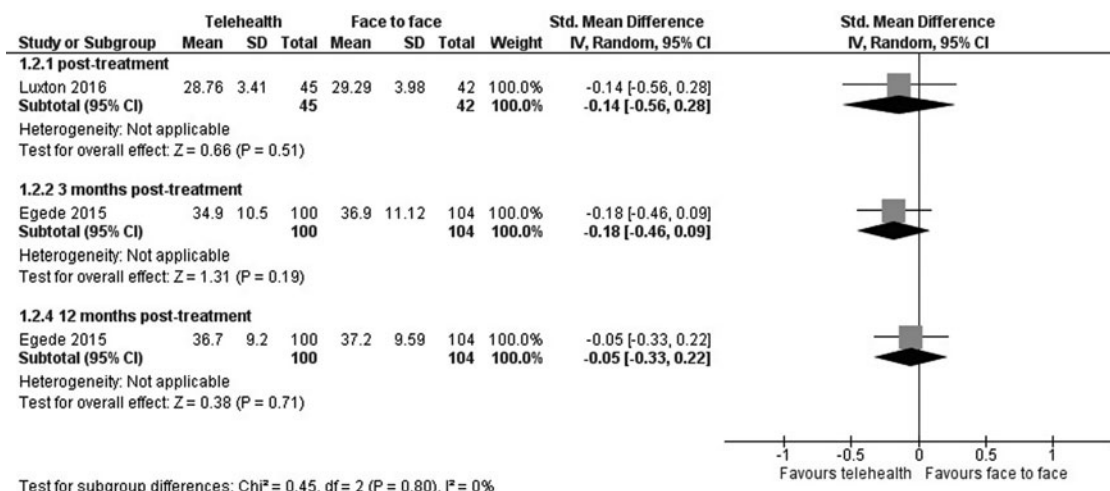 Telehealth Face to face Std. Mean Difference Std. Mean Difference
Study or Subgroup Mean SD Total Mean SD Total Weight IV, Random, 95% CI IV, Random, 95% CI
1.2.1 post-treatment
Luxton 2016 28.76 3.41 45 29.29 3.98 42 100.0% -0.14 [-0.56, 0.28]
Subtotal (95% CI) 45 42 100.0% -0.14 [-0.56, 0.28]
Heterogeneity: Not applicable
Test for overall effect: Z = 0.66 (P = 0.51)
1.2.2 3 months post-treatment
Egede 2015 34.9 10.5 100 36.9 11.12 104 100.0% -0.18 [-0.46, 0.09]
Subtotal (95% CI) 100 104 100.0% -0.18 [-0.46, 0.09]
Heterogeneity: Not applicable
Test for overall effect: Z = 1.31 (P = 0.19)
1.2.4 12 months post-treatment
Egede 2015 36.7 9.2 100 37.2 9.59 104 100.0% -0.05 [-0.33, 0.22]
Subtotal (95% CI) 100 104 100.0% -0.05 [-0.33, 0.22]
Heterogeneity: Not applicable
Test for overall effect: Z = 0.38 (P = 0.71)
-1 -0.5 0 0.5 1
Favours telehealth Favours face to face
Test for subgroup differences: Chi² = 0.45, df = 2 (P = 0.80), I² = 0%